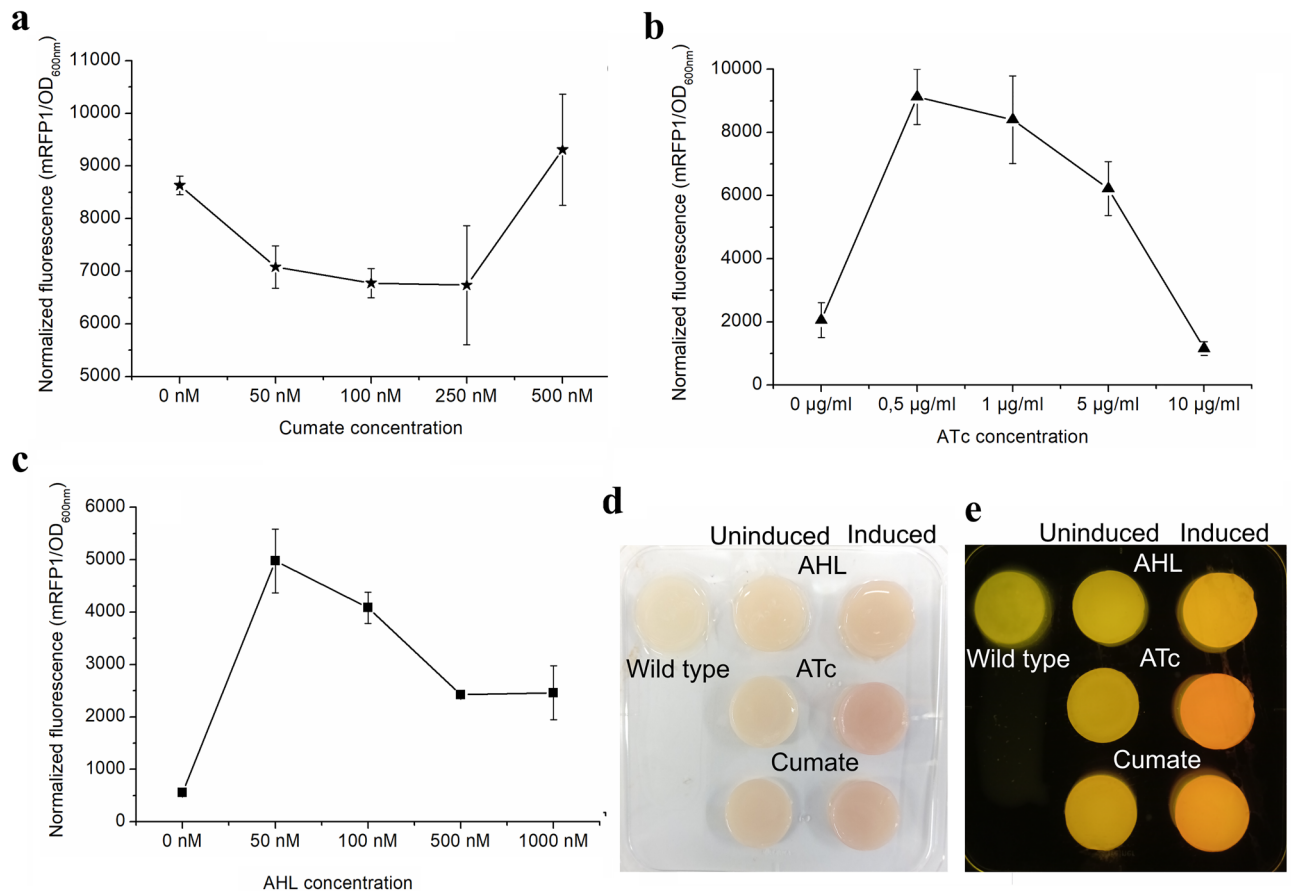 a
Normalized fluorescence (mRFP1/OD600nm)
11000
10000
9000
8000
7000
6000
5000
0 nM 50 nM 100 nM 250 nM 500 nM
Cumate concentration
b
Normalized fluorescence (mRFP1/OD600nm)
10000
8000
6000
4000
2000
0
0 µg/ml 0,5 µg/ml 1 µg/ml 5 µg/ml 10 µg/ml
ATc concentration
c
Normalized fluorescence (mRFP1/OD600nm)
6000
5000
4000
3000
2000
1000
0
0 nM 50 nM 100 nM 500 nM 1000 nM
AHL concentration
d
Uninduced Induced
AHL
Wild type ATc
Cumate
e
Uninduced Induced
AHL
Wild type ATc
Cumate